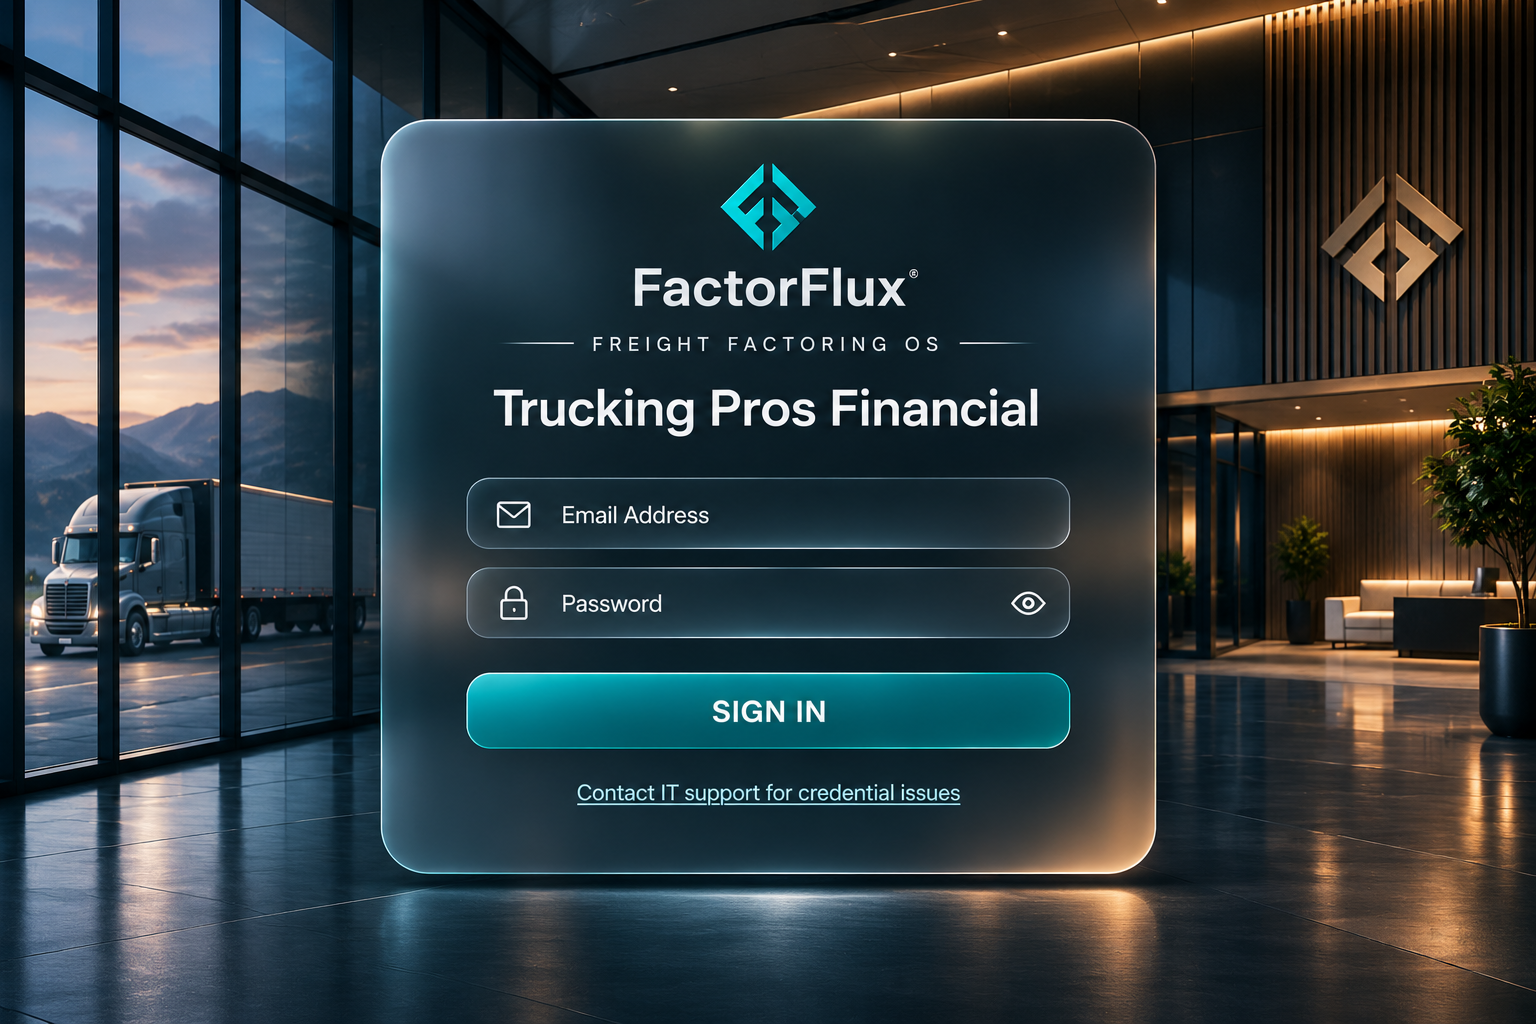 FactorFlux®
FREIGHT FACTORING OS
Trucking Pros Financial
Email Address
Password
SIGN IN
Contact IT support for credential issues